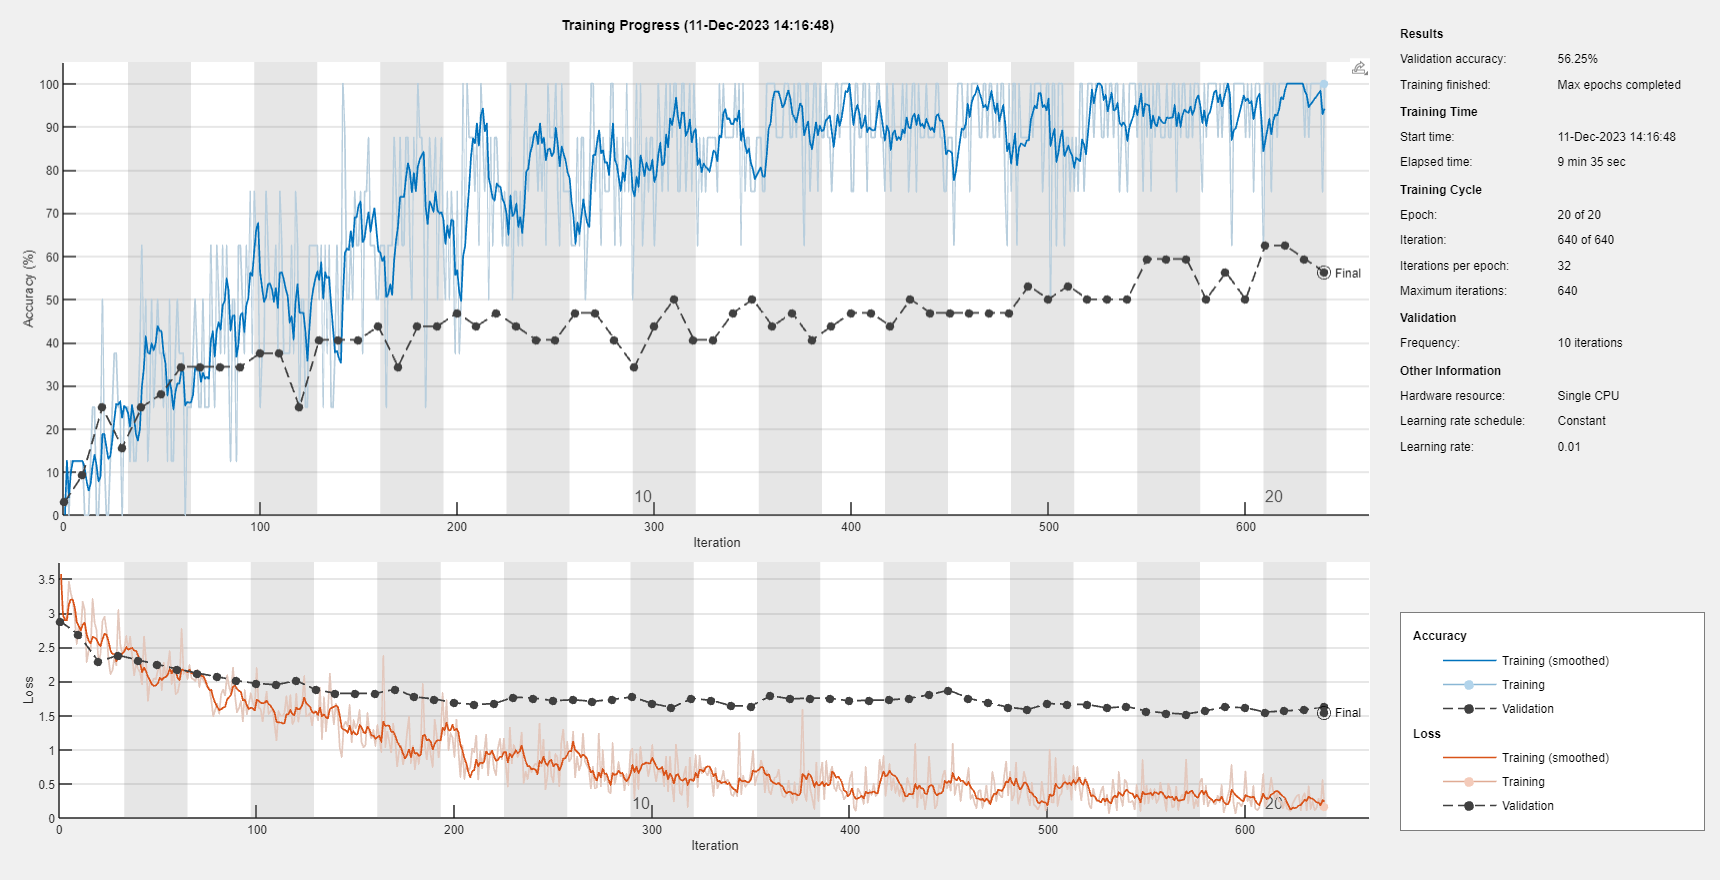 Training Progress (11-Dec-2023 14:16:48)
Accuracy (%)
100
90
80
70
60
50
40
30
20
10
0
10
20
Final
0
100
200
300
400
500
600
Iteration
Loss
3.5
3
2.5
2
1.5
1
0.5
0
10
20
Final
0
100
200
300
400
500
600
Iteration
Results
Validation accuracy: 56.25%
Training finished: Max epochs completed
Training Time
Start time: 11-Dec-2023 14:16:48
Elapsed time: 9 min 35 sec
Training Cycle
Epoch: 20 of 20
Iteration: 640 of 640
Iterations per epoch: 32
Maximum iterations: 640
Validation
Frequency: 10 iterations
Other Information
Hardware resource: Single CPU
Learning rate schedule: Constant
Learning rate: 0.01
Accuracy
Training (smoothed)
Training
Validation
Loss
Training (smoothed)
Training
Validation